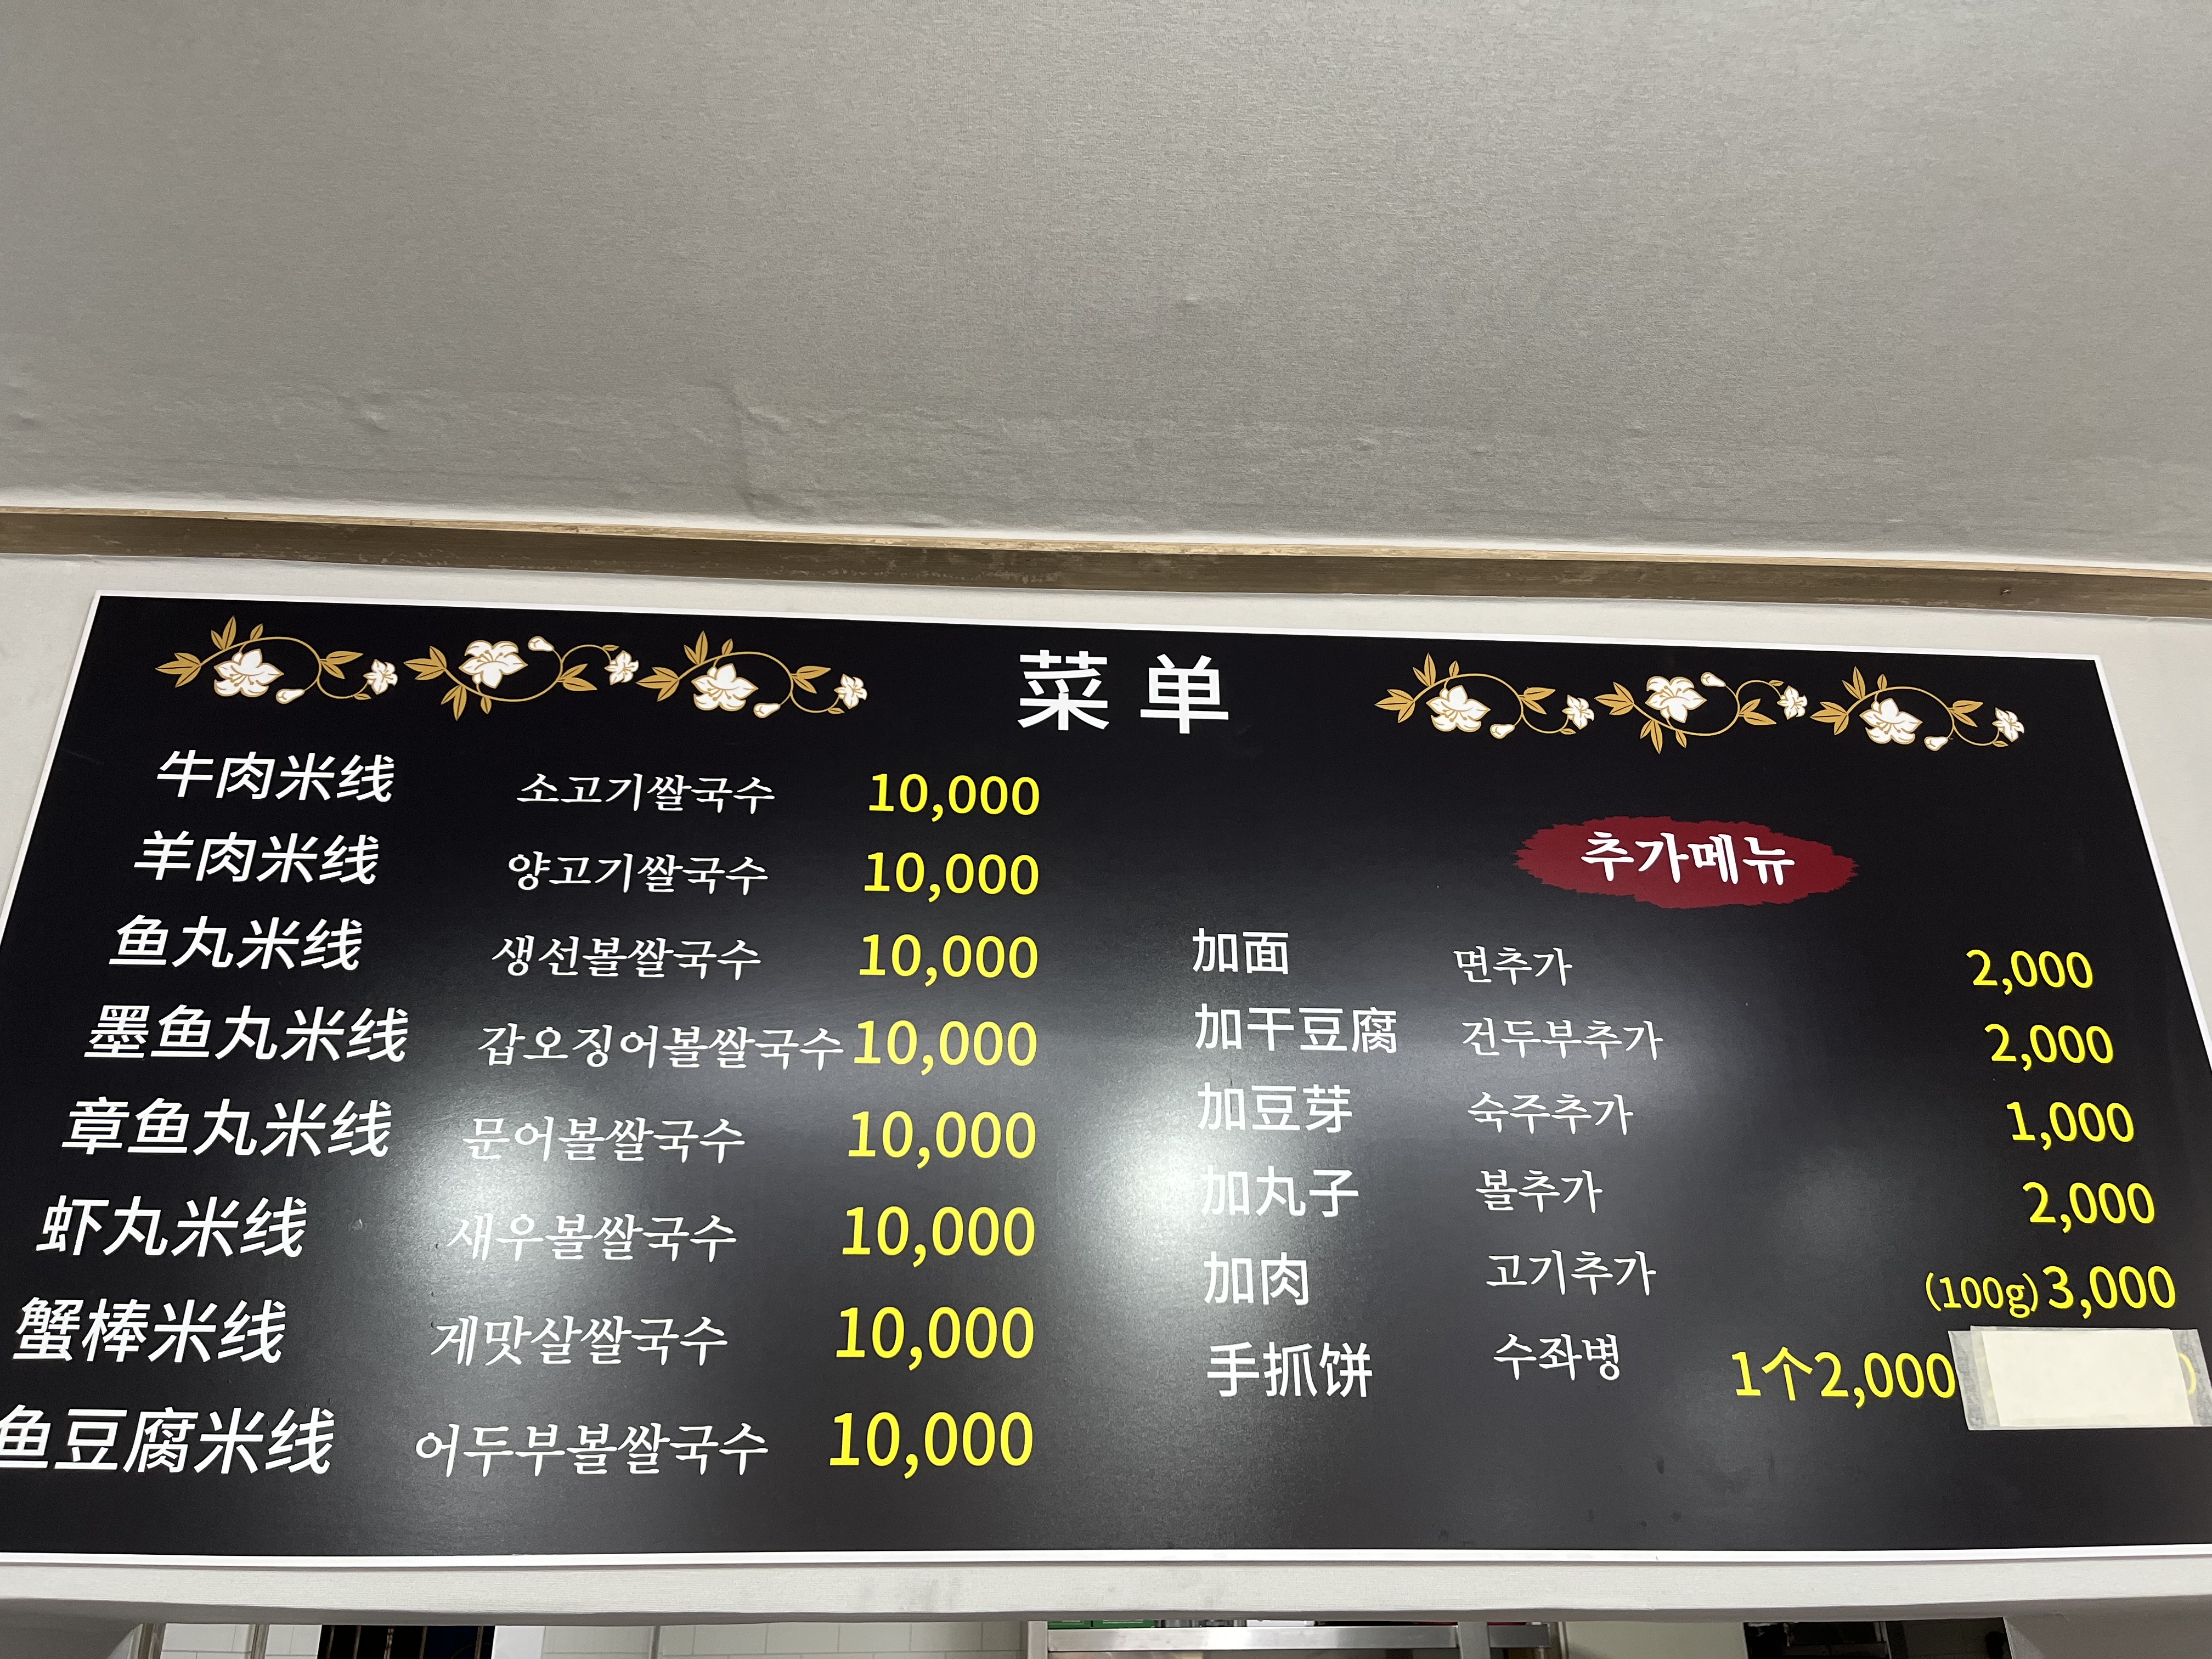 菜单
牛肉米线 소고기쌀국수 10,000
羊肉米线 양고기쌀국수 10,000
鱼丸米线 생선볼쌀국수 10,000
墨鱼丸米线 갑오징어볼쌀국수 10,000
章鱼丸米线 문어볼쌀국수 10,000
虾丸米线 새우볼쌀국수 10,000
蟹棒米线 게맛살쌀국수 10,000
鱼豆腐米线 어두부볼쌀국수 10,000
추가메뉴
加面 면추가 2,000
加干豆腐 건두부추가 2,000
加豆芽 숙주추가 1,000
加丸子 볼추가 2,000
加肉 고기추가 (100g) 3,000
手抓饼 수좌병 1个2,000